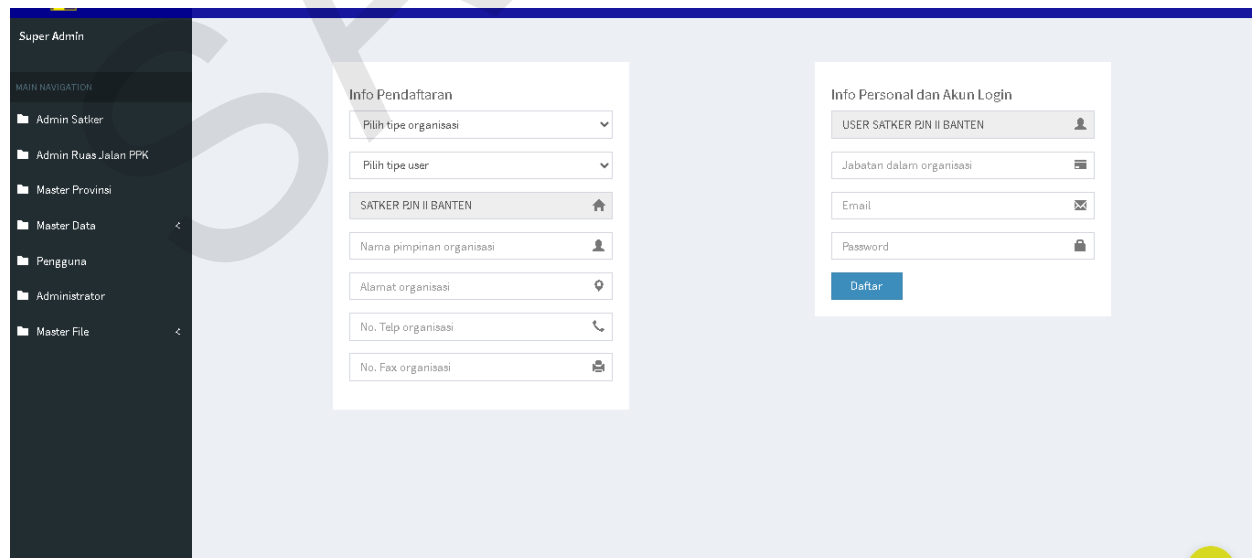 Super Admin
MAIN NAVIGATION
Admin Satker
Admin Ruas Jalan PPK
Master Provinsi
Master Data
Pengguna
Administrator
Master File
Info Pendaftaran
Pilih tipe organisasi
Pilih tipe user
SATKER PJN II BANTEN
Nama pimpinan organisasi
Alamat organisasi
No. Telp organisasi
No. Fax organisasi
Info Personal dan Akun Login
USER SATKER PJN II BANTEN
Jabatan dalam organisasi
Email
Password
Daftar